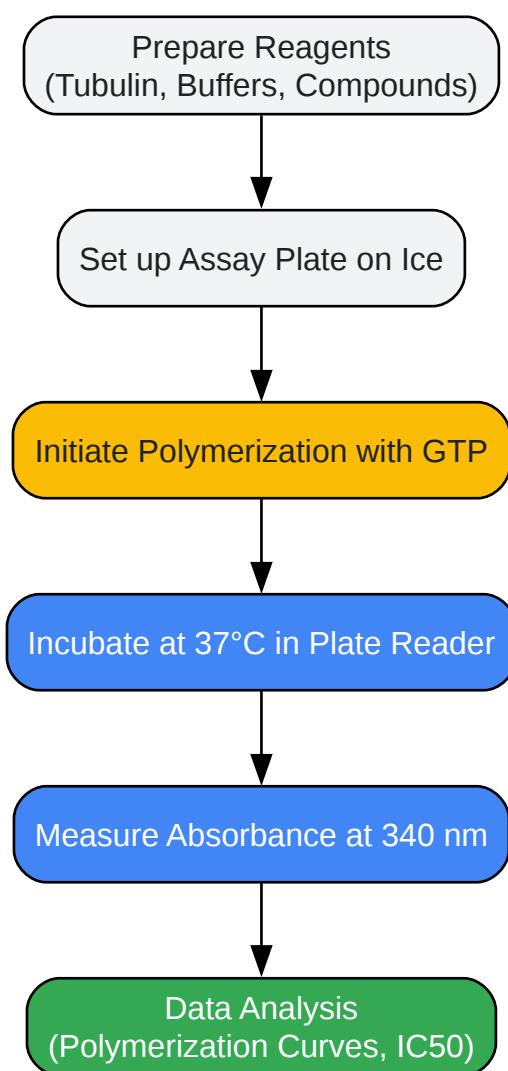 Prepare Reagents
(Tubulin, Buffers, Compounds)
Set up Assay Plate on Ice
Initiate Polymerization with GTP
Incubate at 37°C in Plate Reader
Measure Absorbance at 340 nm
Data Analysis
(Polymerization Curves, IC50)